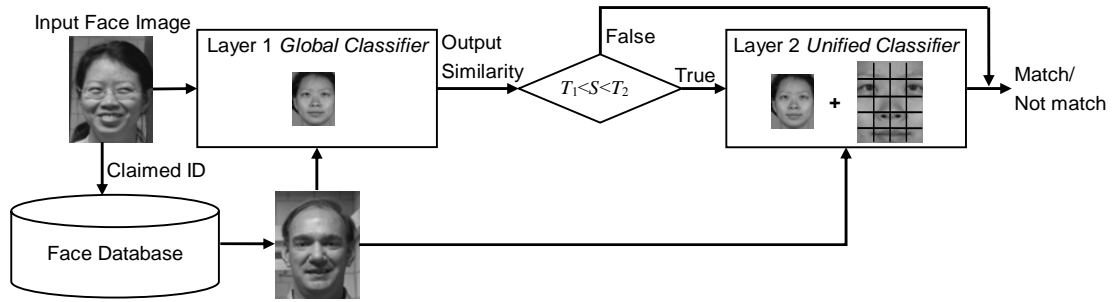 Input Face Image
Layer 1 Global Classifier
Output
Similarity
T1<S<T2
False
True
Layer 2 Unified Classifier
+
Match/
Not match
Claimed ID
Face Database